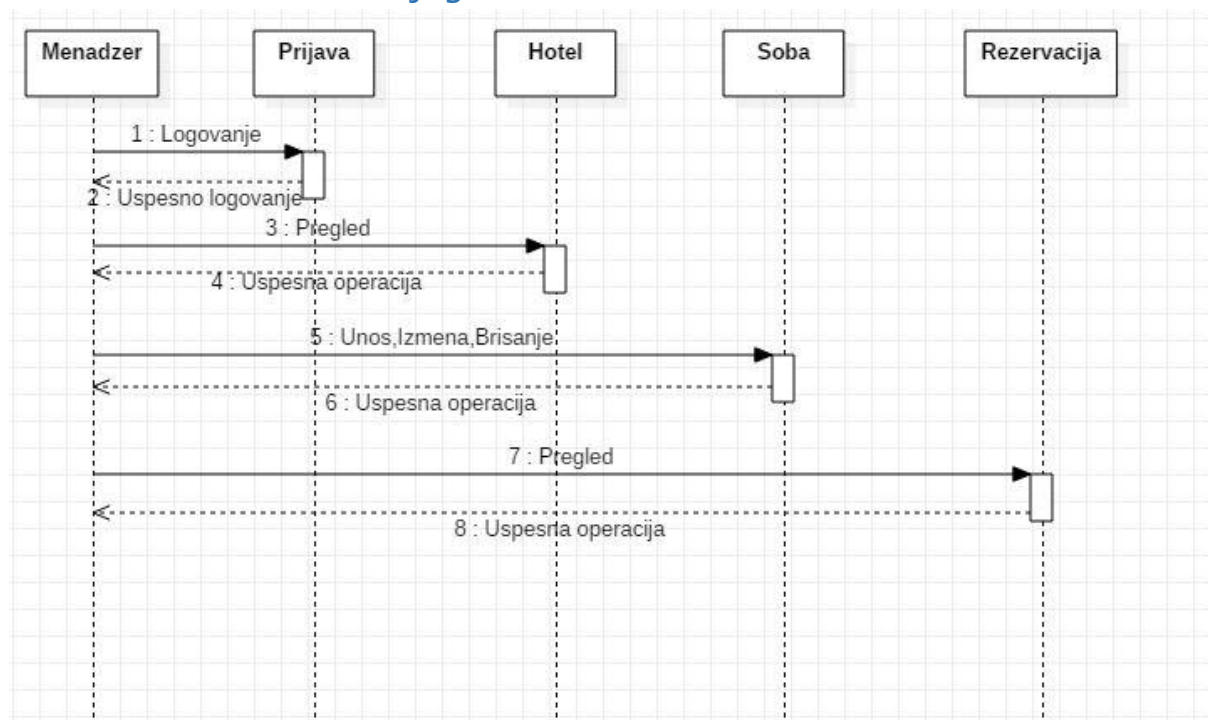 Menadzer
Prijava
Hotel
Soba
Rezervacija
1 : Logovanje
2 : Uspesno logovanje
3 : Pregled
4 : Uspesna operacija
5 : Unos,Izmena,Brisanje
6 : Uspesna operacija
7 : Pregled
8 : Uspesna operacija